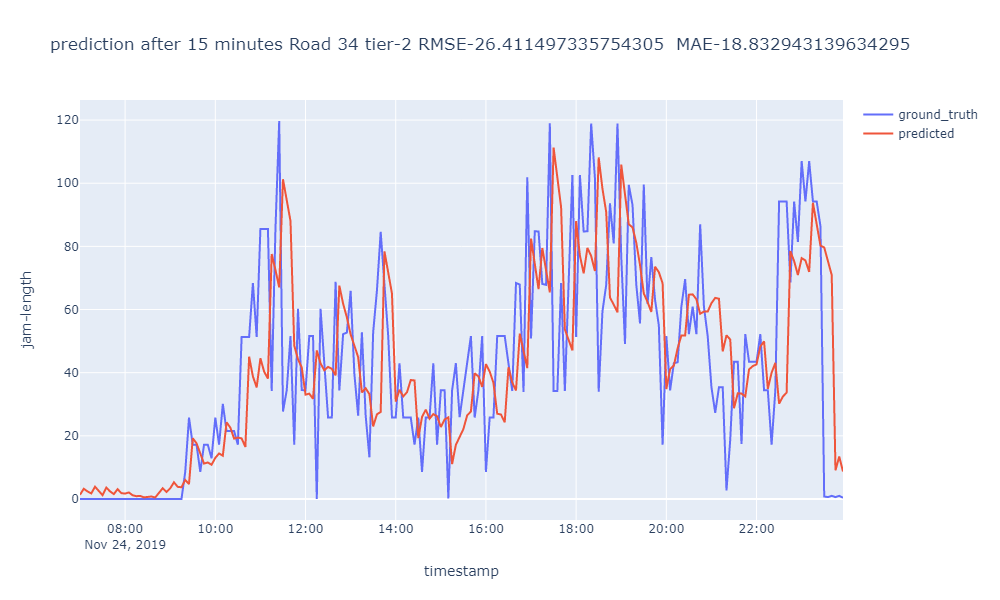 prediction after 15 minutes Road 34 tier-2 RMSE-26.411497335754305  MAE-18.832943139634295
ground_truth
predicted
120
100
80
60
40
20
0
jam-length
08:00 10:00 12:00 14:00 16:00 18:00 20:00 22:00
Nov 24, 2019
timestamp